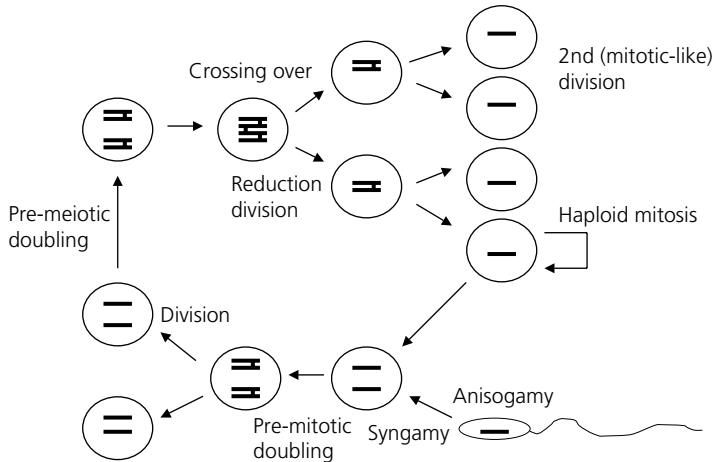 2nd (mitotic-like)
division
Crossing over
Reduction
division
Pre-meiotic
doubling
Haploid mitosis
Division
Anisogamy
Pre-mitotic
doubling
Syngamy